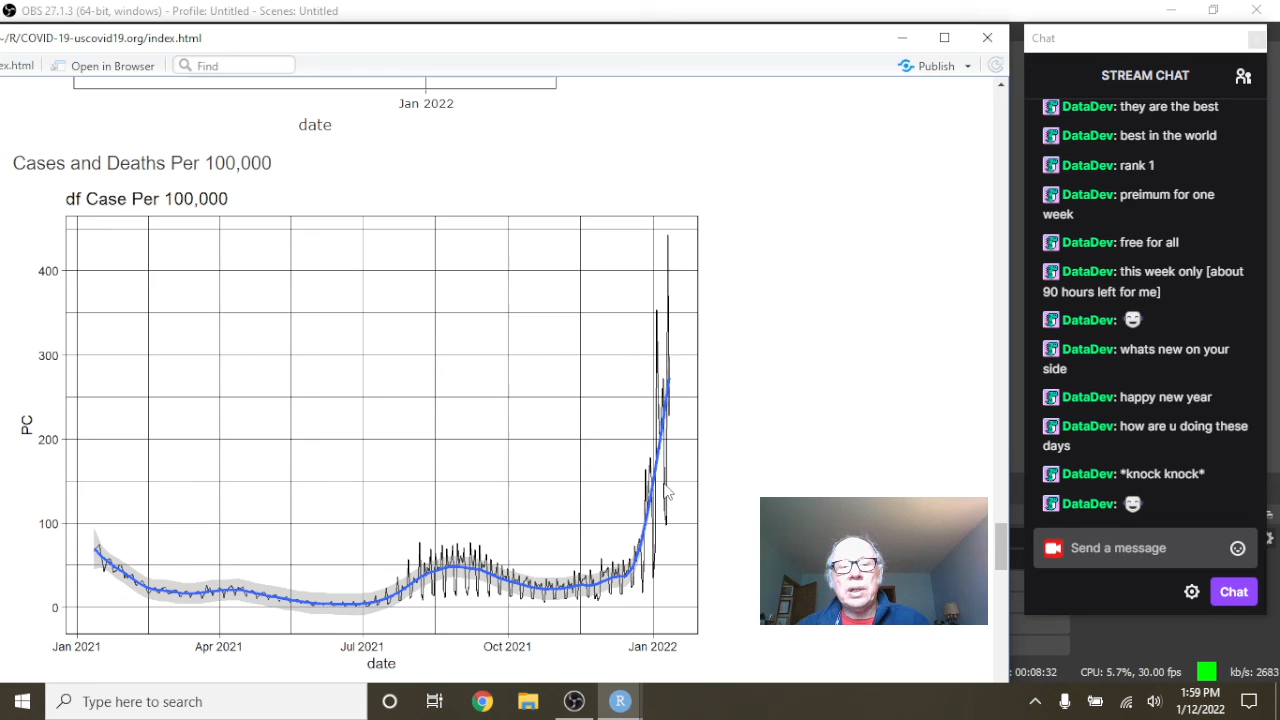 OBS 27.1.3 (64-bit, windows) - Profile: Untitled - Scenes: Untitled
~/R/COVID-19-uscovid19.org/index.html
ex.html
Open in Browser
Find
Publish
Jan 2022
date
Cases and Deaths Per 100,000
df Case Per 100,000
PC
400
300
200
100
0
Jan 2021
Apr 2021
Jul 2021
Oct 2021
Jan 2022
date
Chat
STREAM CHAT
DataDev: they are the best
DataDev: best in the world
DataDev: rank 1
DataDev: preimum for one
week
DataDev: free for all
DataDev: this week only [about
90 hours left for me]
DataDev:
DataDev: whats new on your
side
DataDev: happy new year
DataDev: how are u doing these
days
DataDev: *knock knock*
DataDev:
Send a message
Chat
: 00:08:32
CPU: 5.7%, 30.00 fps
kb/s: 2683
Type here to search
R
1:59 PM
1/12/2022